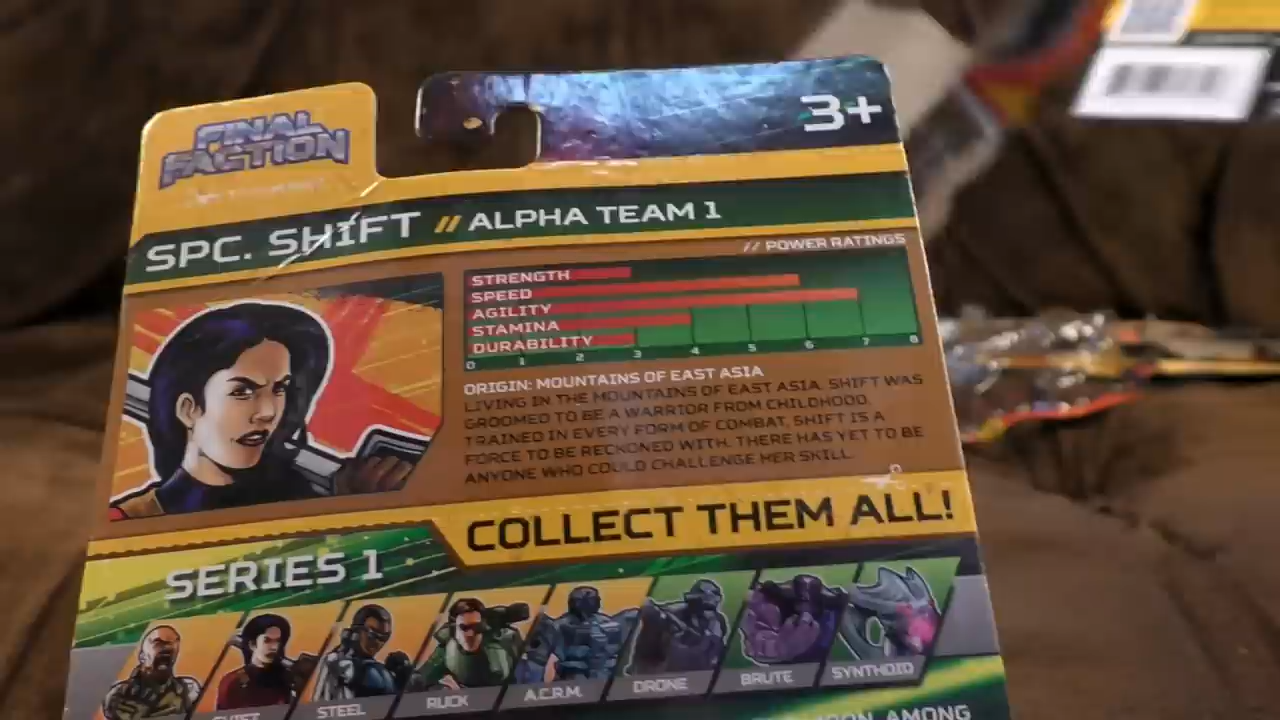 FINAL
FACTION
3+
SPC. SHIFT // ALPHA TEAM 1
// POWER RATINGS
STRENGTH
SPEED
AGILITY
STAMINA
DURABILITY
0 1 2 3 4 5 6 7 8
ORIGIN: MOUNTAINS OF EAST ASIA
LIVING IN THE MOUNTAINS OF EAST ASIA, SHIFT WAS
GROOMED TO BE A WARRIOR FROM CHILDHOOD.
TRAINED IN EVERY FORM OF COMBAT, SHIFT IS A
FORCE TO BE RECKONED WITH. THERE HAS YET TO BE
ANYONE WHO COULD CHALLENGE HER SKILL.
COLLECT THEM ALL!
SERIES 1
SHIFT STEEL RUCK A.C.R.M. DRONE BRUTE SYNTHOID
AMONG